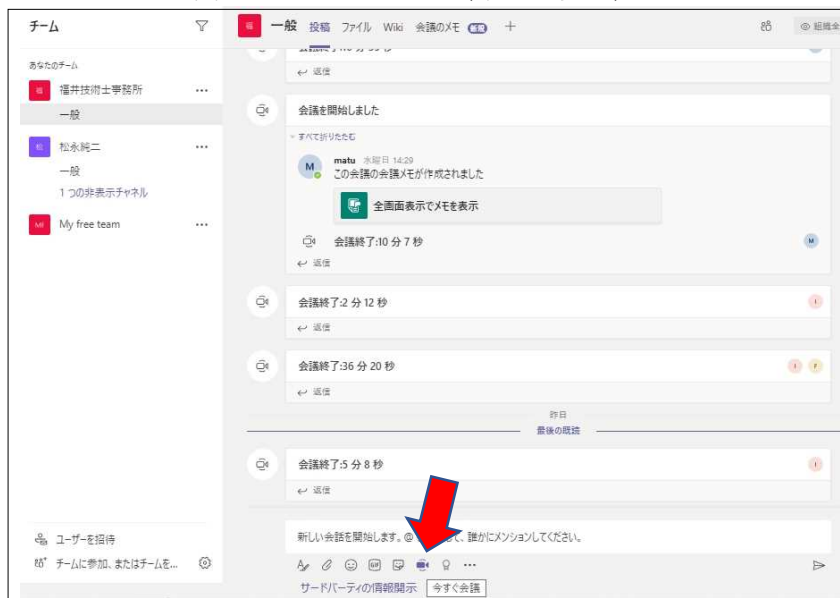 チーム
一般 投稿 ファイル Wiki 会議のメモ
組織全
あなたのチーム
福 福井技術士事務所
一般
松 松永純二
一般
1 つの非表示チャネル
My free team
返信
会議を開始しました
すべて折りたたむ
M matu 水曜日 14:29
この会議の会議メモが作成されました
全画面表示でメモを表示
会議終了:10 分 7 秒 M
返信
会議終了:2 分 12 秒 I
返信
会議終了:36 分 20 秒 I F
返信
昨日
最後の既読
会議終了:5 分 8 秒 I
返信
新しい会話を開始します。@ て、誰かにメンションしてください。
GIF
サードパーティの情報開示 今すぐ会議
ユーザーを招待
チームに参加、またはチームを...